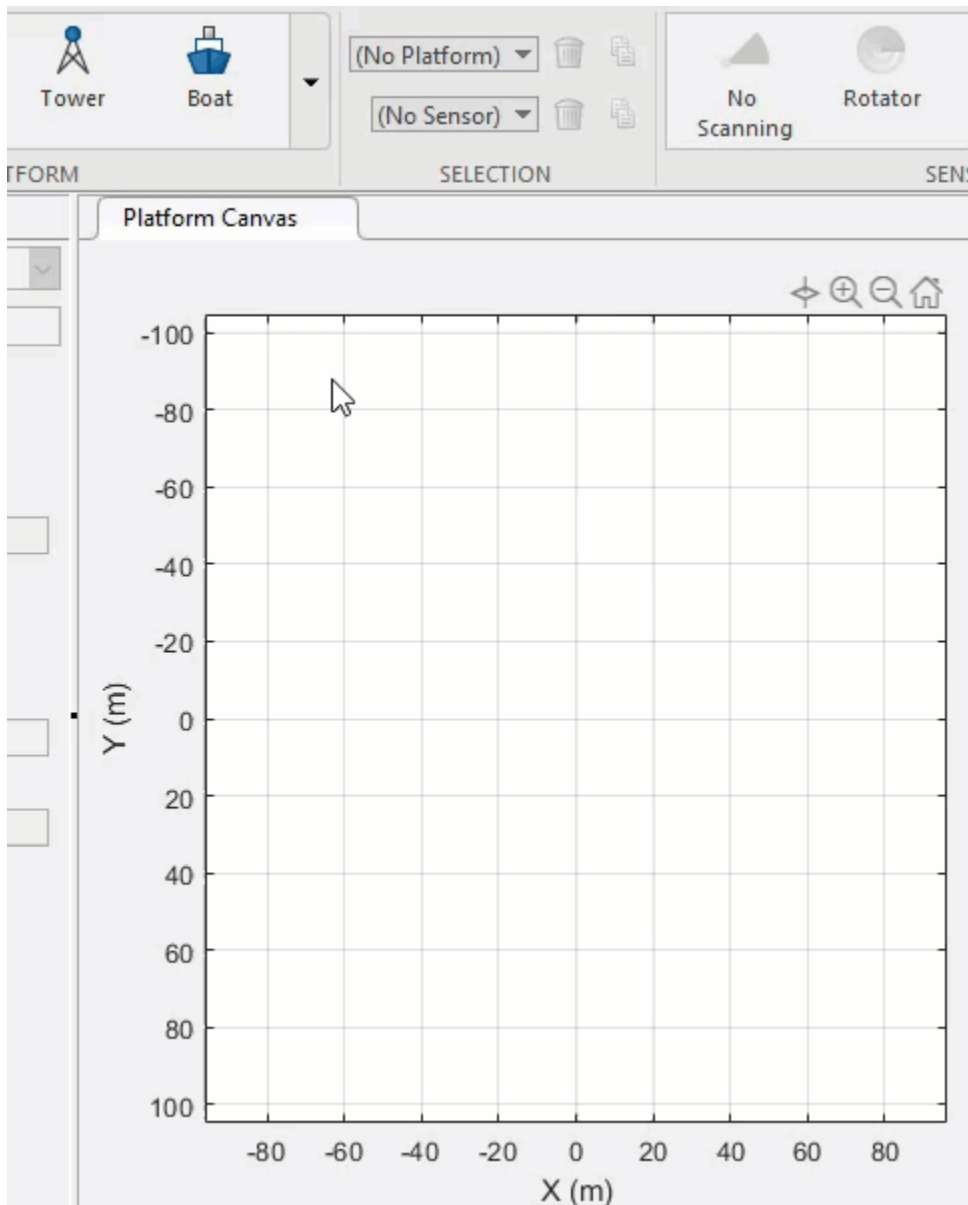 (No Platform)
Tower
Boat
No
Scanning
Rotator
(No Sensor)
TFORM
SELECTION
SENS
Platform Canvas
-100
-80
-60
-40
-20
0
20
40
60
80
100
Y (m)
-80 -60 -40 -20 0 20 40 60 80
X (m)